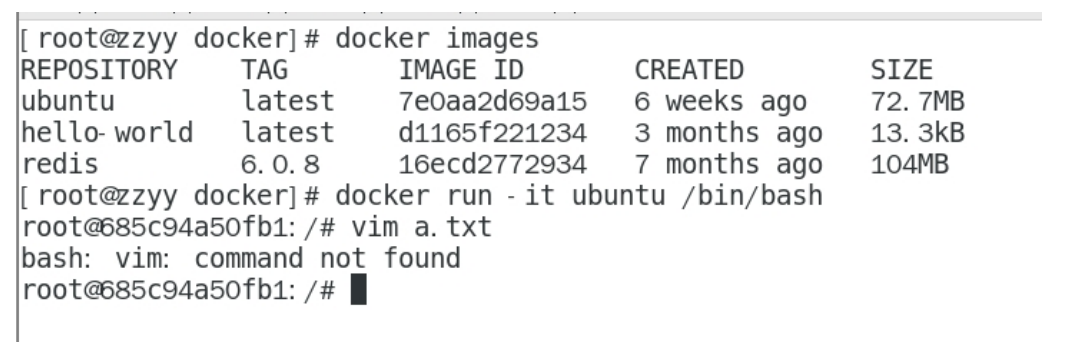 [root@zzyy docker]# docker images
REPOSITORY    TAG       IMAGE ID       CREATED        SIZE
ubuntu        latest    7e0aa2d69a15   6 weeks ago    72.7MB
hello-world   latest    d1165f221234   3 months ago   13.3kB
redis         6.0.8     16ecd2772934   7 months ago   104MB
[root@zzyy docker]# docker run -it ubuntu /bin/bash
root@685c94a50fb1:/# vim a.txt
bash: vim: command not found
root@685c94a50fb1:/#